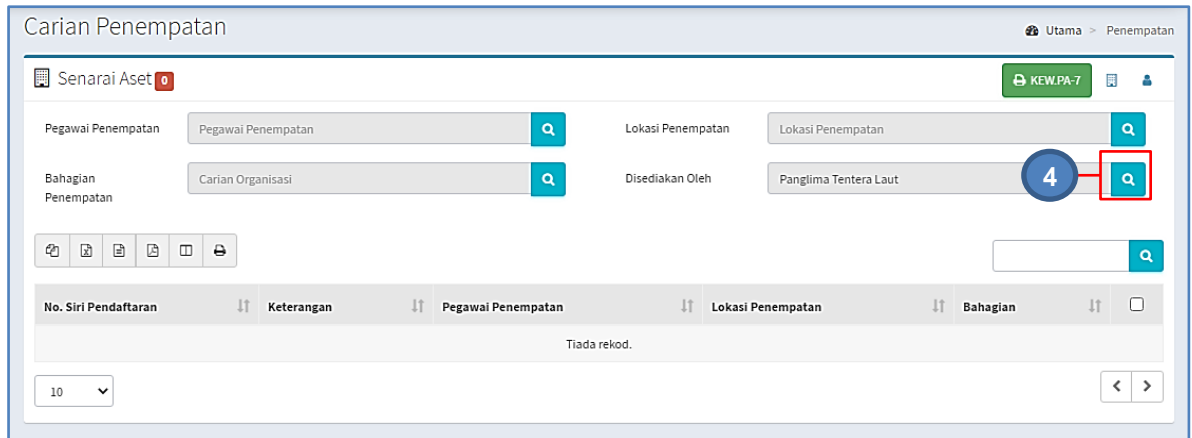 Carian Penempatan
Utama > Penempatan
Senarai Aset 0
KEW.PA-7
Pegawai Penempatan Pegawai Penempatan
Lokasi Penempatan Lokasi Penempatan
Bahagian
Penempatan
Carian Organisasi
Disediakan Oleh Panglima Tentera Laut
4
No. Siri Pendaftaran Keterangan Pegawai Penempatan Lokasi Penempatan Bahagian
Tiada rekod.
10